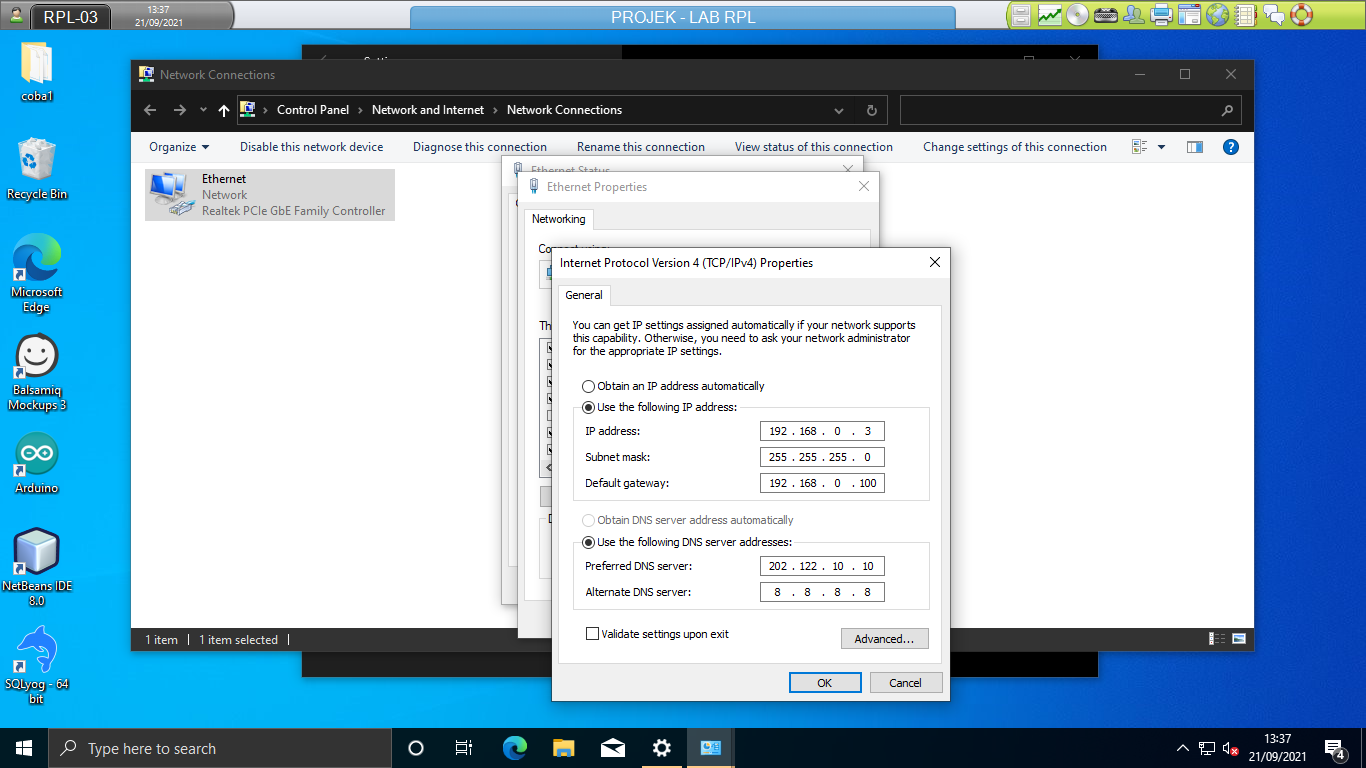 RPL-03
13:37
21/09/2021
PROJEK - LAB RPL
coba1
Recycle Bin
Microsoft
Edge
Balsamiq
Mockups 3
Arduino
NetBeans IDE
8.0
SQLyog - 64
bit
Network Connections
Control Panel > Network and Internet > Network Connections
Organize
Disable this network device
Diagnose this connection
Rename this connection
View status of this connection
Change settings of this connection
Ethernet
Network
Realtek PCIe GbE Family Controller
Ethernet Status
Ethernet Properties
Networking
Internet Protocol Version 4 (TCP/IPv4) Properties
General
You can get IP settings assigned automatically if your network supports
this capability. Otherwise, you need to ask your network administrator
for the appropriate IP settings.
Obtain an IP address automatically
Use the following IP address:
IP address: 192 . 168 . 0 . 3
Subnet mask: 255 . 255 . 255 . 0
Default gateway: 192 . 168 . 0 . 100
Obtain DNS server address automatically
Use the following DNS server addresses:
Preferred DNS server: 202 . 122 . 10 . 10
Alternate DNS server: 8 . 8 . 8 . 8
Validate settings upon exit
Advanced...
OK
Cancel
1 item
1 item selected
Type here to search
13:37
21/09/2021
4